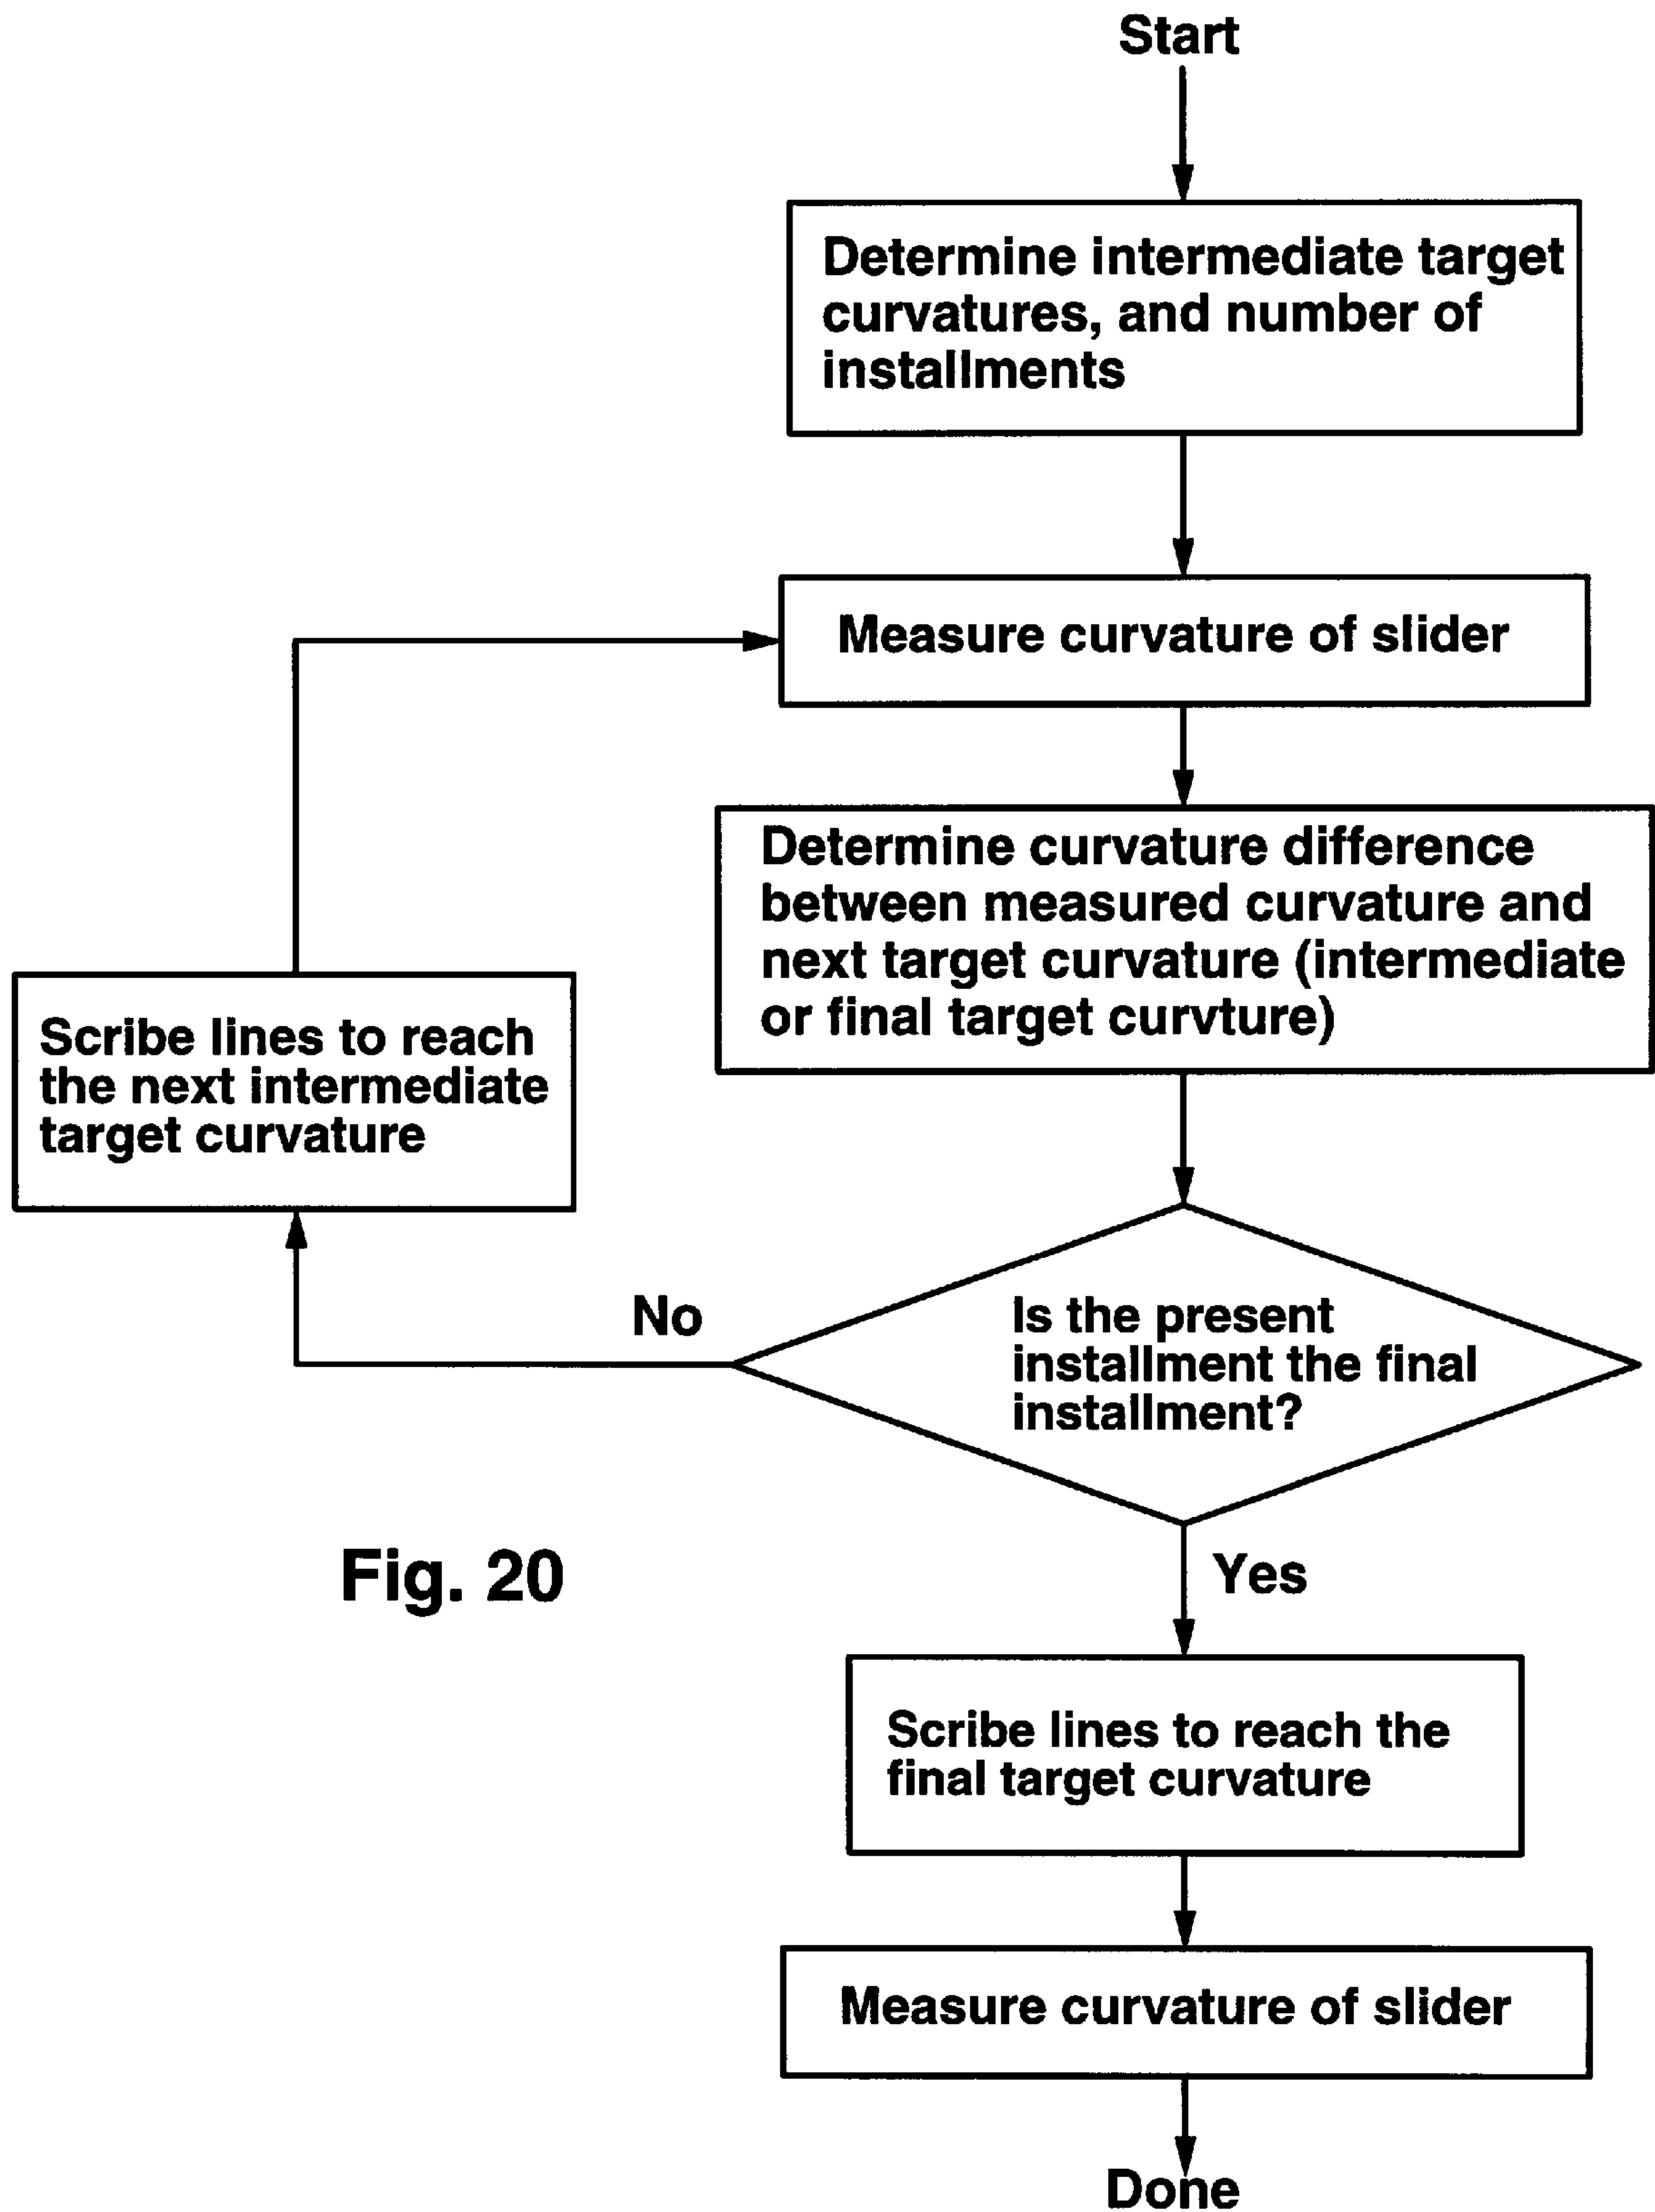 Start
Determine intermediate target
curvatures, and number of
installments
Measure curvature of slider
Determine curvature difference
between measured curvature and
next target curvature (intermediate
or final target curvture)
Scribe lines to reach
the next intermediate
target curvature
No
Is the present
installment the final
installment?
Yes
Fig. 20
Scribe lines to reach the
final target curvature
Measure curvature of slider
Done